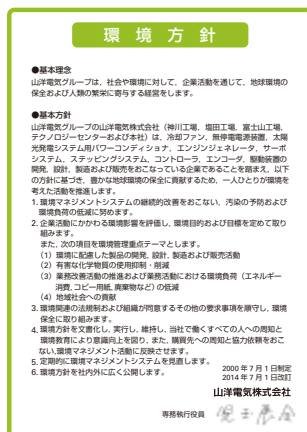 環 境 方 針
●基本理念
山洋電気グループは、社会や環境に対して、企業活動を通じて、地球環境の
保全および人類の繁栄に寄与する経営をします。
●基本方針
山洋電気グループの山洋電気株式会社（神川工場，塩田工場，富士山工場，
テクノロジーセンターおよび本社）は、冷却ファン、無停電電源装置、太陽
光発電システム用パワーコンディショナ、エンジンジェネレータ、サーボ
システム、ステッピングシステム、コントローラ、エンコーダ、駆動装置の
開発、設計、製造および販売をおこなっている企業であることを踏まえ、以下
の方針に基づき、豊かな地球環境の保全に貢献するため、一人ひとりが環境を
考えた活動を推進します。
1. 環境マネジメントシステムの継続的改善をおこない、汚染の予防および
環境負荷の低減に努めます。
2. 企業活動にかかわる環境影響を評価し、環境目的および目標を定めて取り
組みます。
また、次の項目を環境管理重点テーマとします。
（1）環境に配慮した製品の開発、設計、製造および販売活動
（2）有害な化学物質の使用抑制・削減
（3）業務改善活動の推進および業務活動における環境負荷（エネルギー
消費、コピー用紙、廃棄物など）の低減
（4）地域社会への貢献
3. 環境関連の法規制および組織が同意するその他の要求事項を順守し、環境
保全に取り組みます。
4. 環境方針を文書化し、実行し、維持し、当社で働くすべての人への周知と
環境教育により意識向上を図り、また、購買先への周知と協力依頼をおこ
ない、環境マネジメント活動に反映させます。
5. 定期的に環境マネジメントシステムを見直します。
6. 環境方針を社内外に広く公開します。
2000 年 7 月 1 日制定
2014 年 7 月 1 日改訂
山洋電気株式会社
専務執行役員